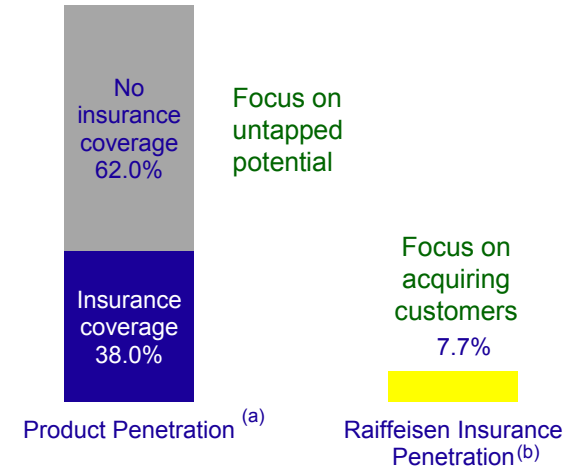 No
insurance
coverage
62.0%
Focus on
untapped
potential
Insurance
coverage
38.0%
Focus on
acquiring
customers
7.7%
Product Penetration (a)
Raiffeisen Insurance
Penetration (b)